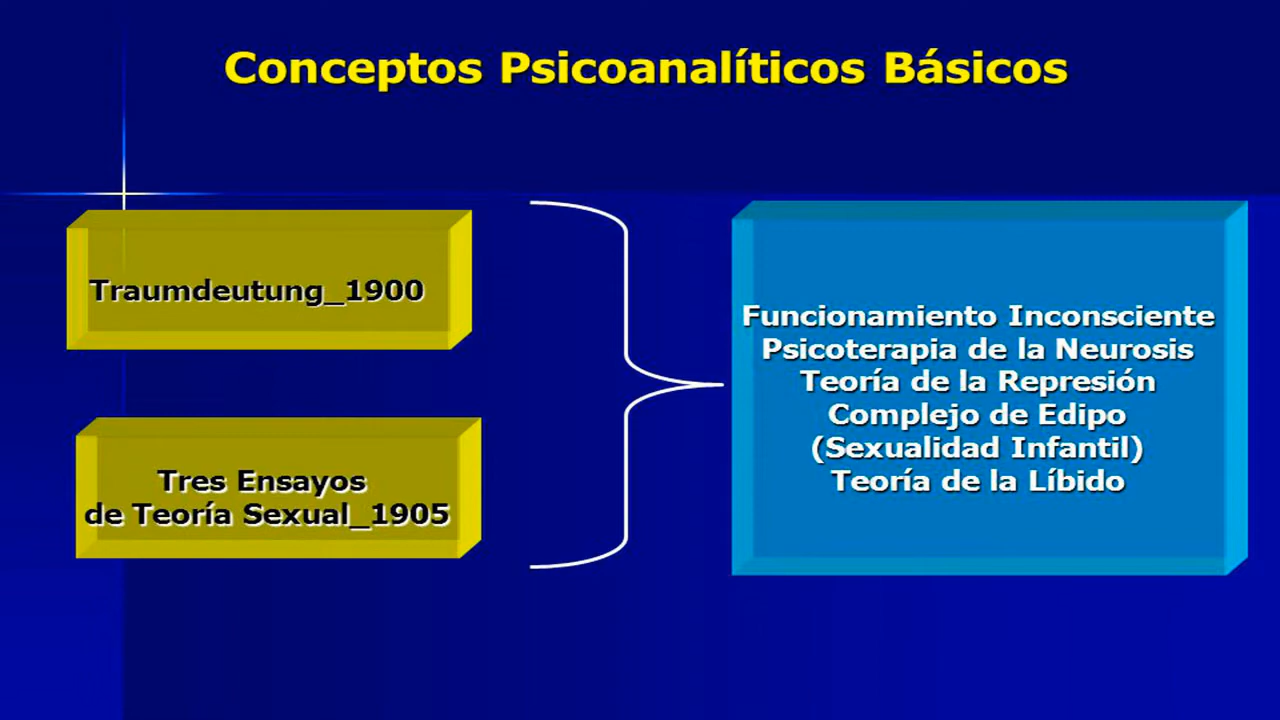 Conceptos Psicoanalíticos Básicos
Traumdeutung_1900
Tres Ensayos
de Teoría Sexual_1905
Funcionamiento Inconsciente
Psicoterapia de la Neurosis
Teoría de la Represión
Complejo de Edipo
(Sexualidad Infantil)
Teoría de la Líbido